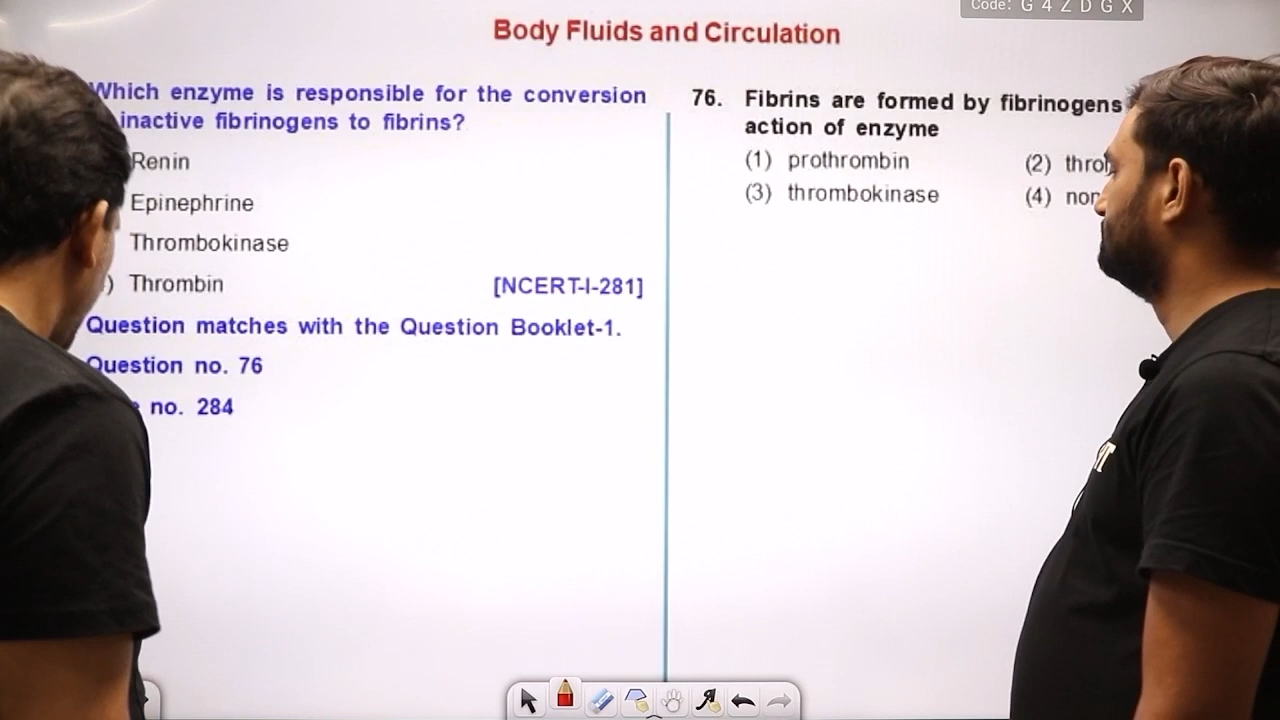 Code: G 4 Z D G X
Body Fluids and Circulation
Which enzyme is responsible for the conversion
inactive fibrinogens to fibrins?
Renin
Epinephrine
Thrombokinase
) Thrombin [NCERT-I-281]
Question matches with the Question Booklet-1.
Question no. 76
no. 284
76. Fibrins are formed by fibrinogens
action of enzyme
(1) prothrombin (2)
(3) thrombokinase (4)